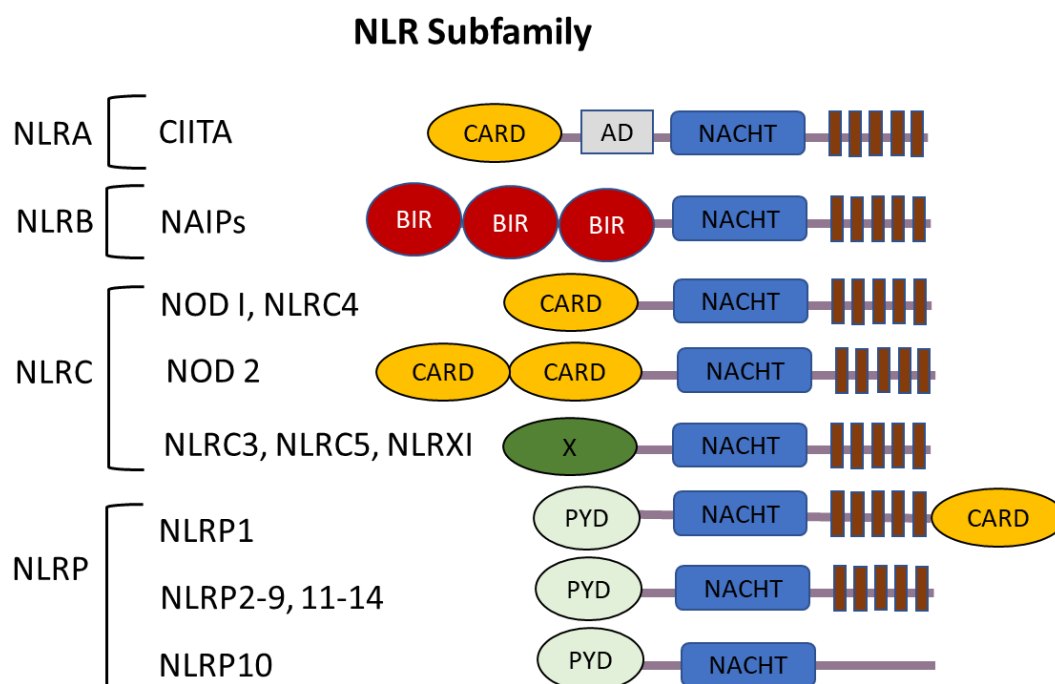 NLR Subfamily
NLRA CIITA CARD AD NACHT
NLRB NAIPs BIR BIR BIR NACHT
NOD I, NLRC4 CARD NACHT
NLRC NOD 2 CARD CARD NACHT
NLRC3, NLRC5, NLRXI X NACHT
NLRP1 PYD NACHT CARD
NLRP NLRP2-9, 11-14 PYD NACHT
NLRP10 PYD NACHT